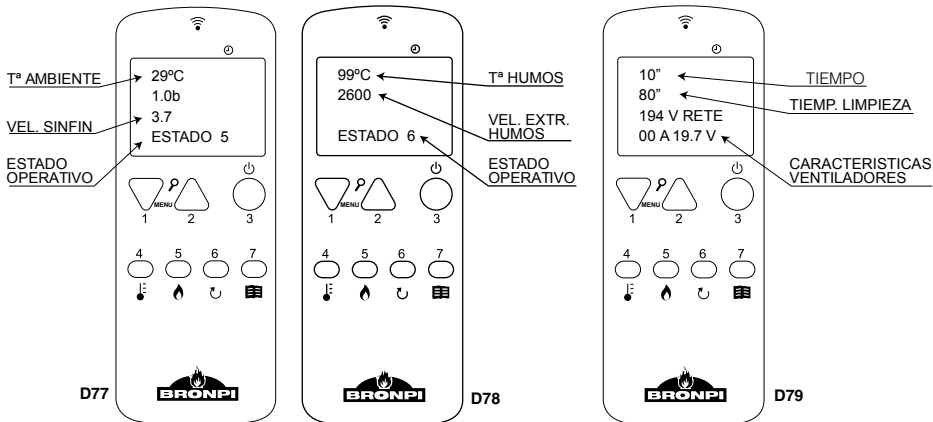 Tª AMBIENTE
VEL. SINFIN
ESTADO
OPERATIVO
29ºC
1.0b
3.7
ESTADO 5
MENU
1
2
3
4
5
6
7
BRONPI
D77
99ºC
2600
ESTADO 6
Tª HUMOS
VEL. EXTR.
HUMOS
ESTADO
OPERATIVO
MENU
1
2
3
4
5
6
7
BRONPI
D78
10”
80”
194 V RETE
00 A 19.7 V
TIEMPO
TIEMP. LIMPIEZA
CARACTERISTICAS
VENTILADORES
MENU
1
2
3
4
5
6
7
BRONPI
D79